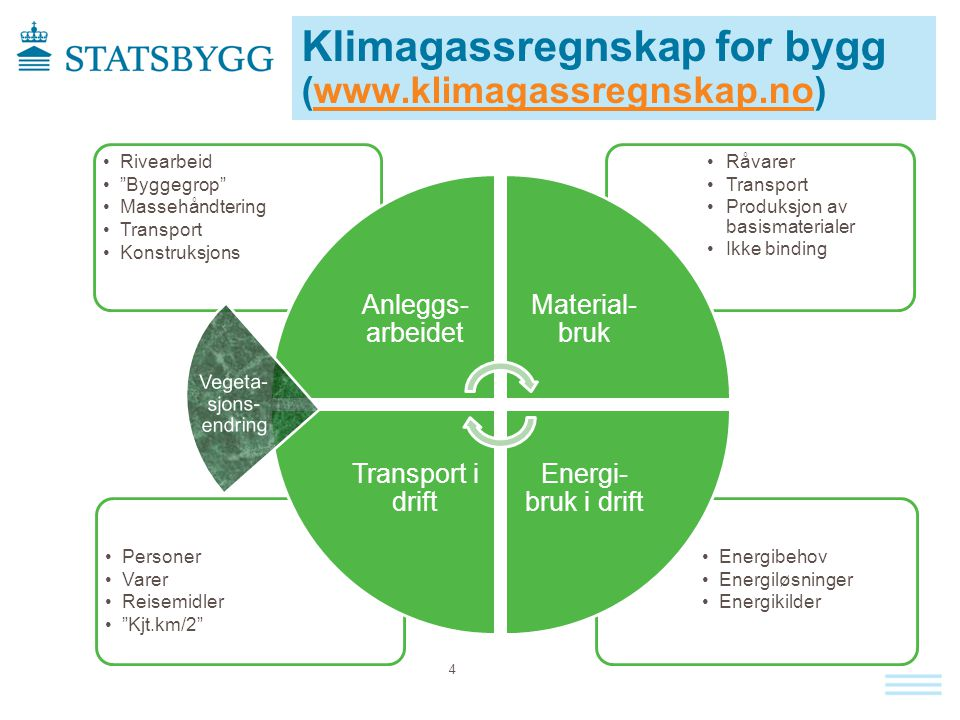 STATSBYGG
Klimagassregnskap for bygg
(www.klimagassregnskap.no)
• Rivearbeid
• ”Byggegrop”
• Massehåndtering
• Transport
• Konstruksjons
• Råvarer
• Transport
• Produksjon av
basismaterialer
• Ikke binding
Anleggs-
arbeidet
Material-
bruk
Vegeta-
sjons-
endring
Transport i
drift
Energi-
bruk i drift
• Personer
• Varer
• Reisemidler
• ”Kjt.km/2”
• Energibehov
• Energiløsninger
• Energikilder
4